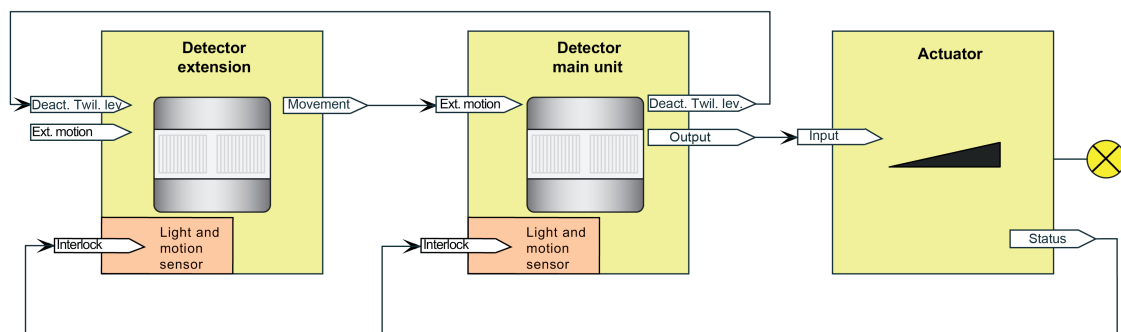 Detector
extension
Deact. Twil. lev
Ext. motion
Movement
Interlock
Light and
motion
sensor
Detector
main unit
Ext. motion
Deact. Twil. lev.
Output
Interlock
Light and
motion
sensor
Actuator
Input
Status